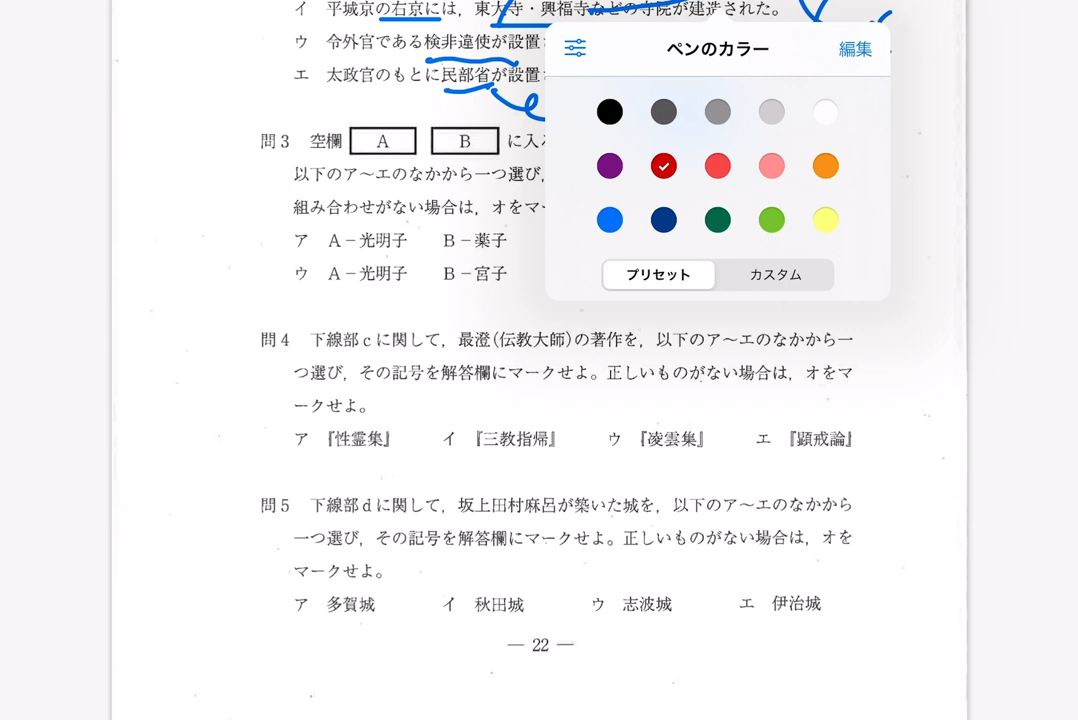 イ 平城京の右京には，東大寺・興福寺などの寺院が建造された。
ウ 令外官である検非違使が設置
エ 太政官のもとに民部省が設置
ペンのカラー
編集
プリセット
カスタム
問3 空欄 A B に入
以下のア～エのなかから一つ選び，
組み合わせがない場合は，オをマー
ア A－光明子 B－薬子
ウ A－光明子 B－宮子
問4 下線部cに関して，最澄(伝教大師)の著作を，以下のア～エのなかから一
つ選び，その記号を解答欄にマークせよ。正しいものがない場合は，オをマ
ークせよ。
ア 『性霊集』 イ 『三教指帰』 ウ 『凌雲集』 エ 『顕戒論』
問5 下線部dに関して，坂上田村麻呂が築いた城を，以下のア～エのなかから
一つ選び，その記号を解答欄にマークせよ。正しいものがない場合は，オを
マークせよ。
ア 多賀城 イ 秋田城 ウ 志波城 エ 伊治城
― 22 ―